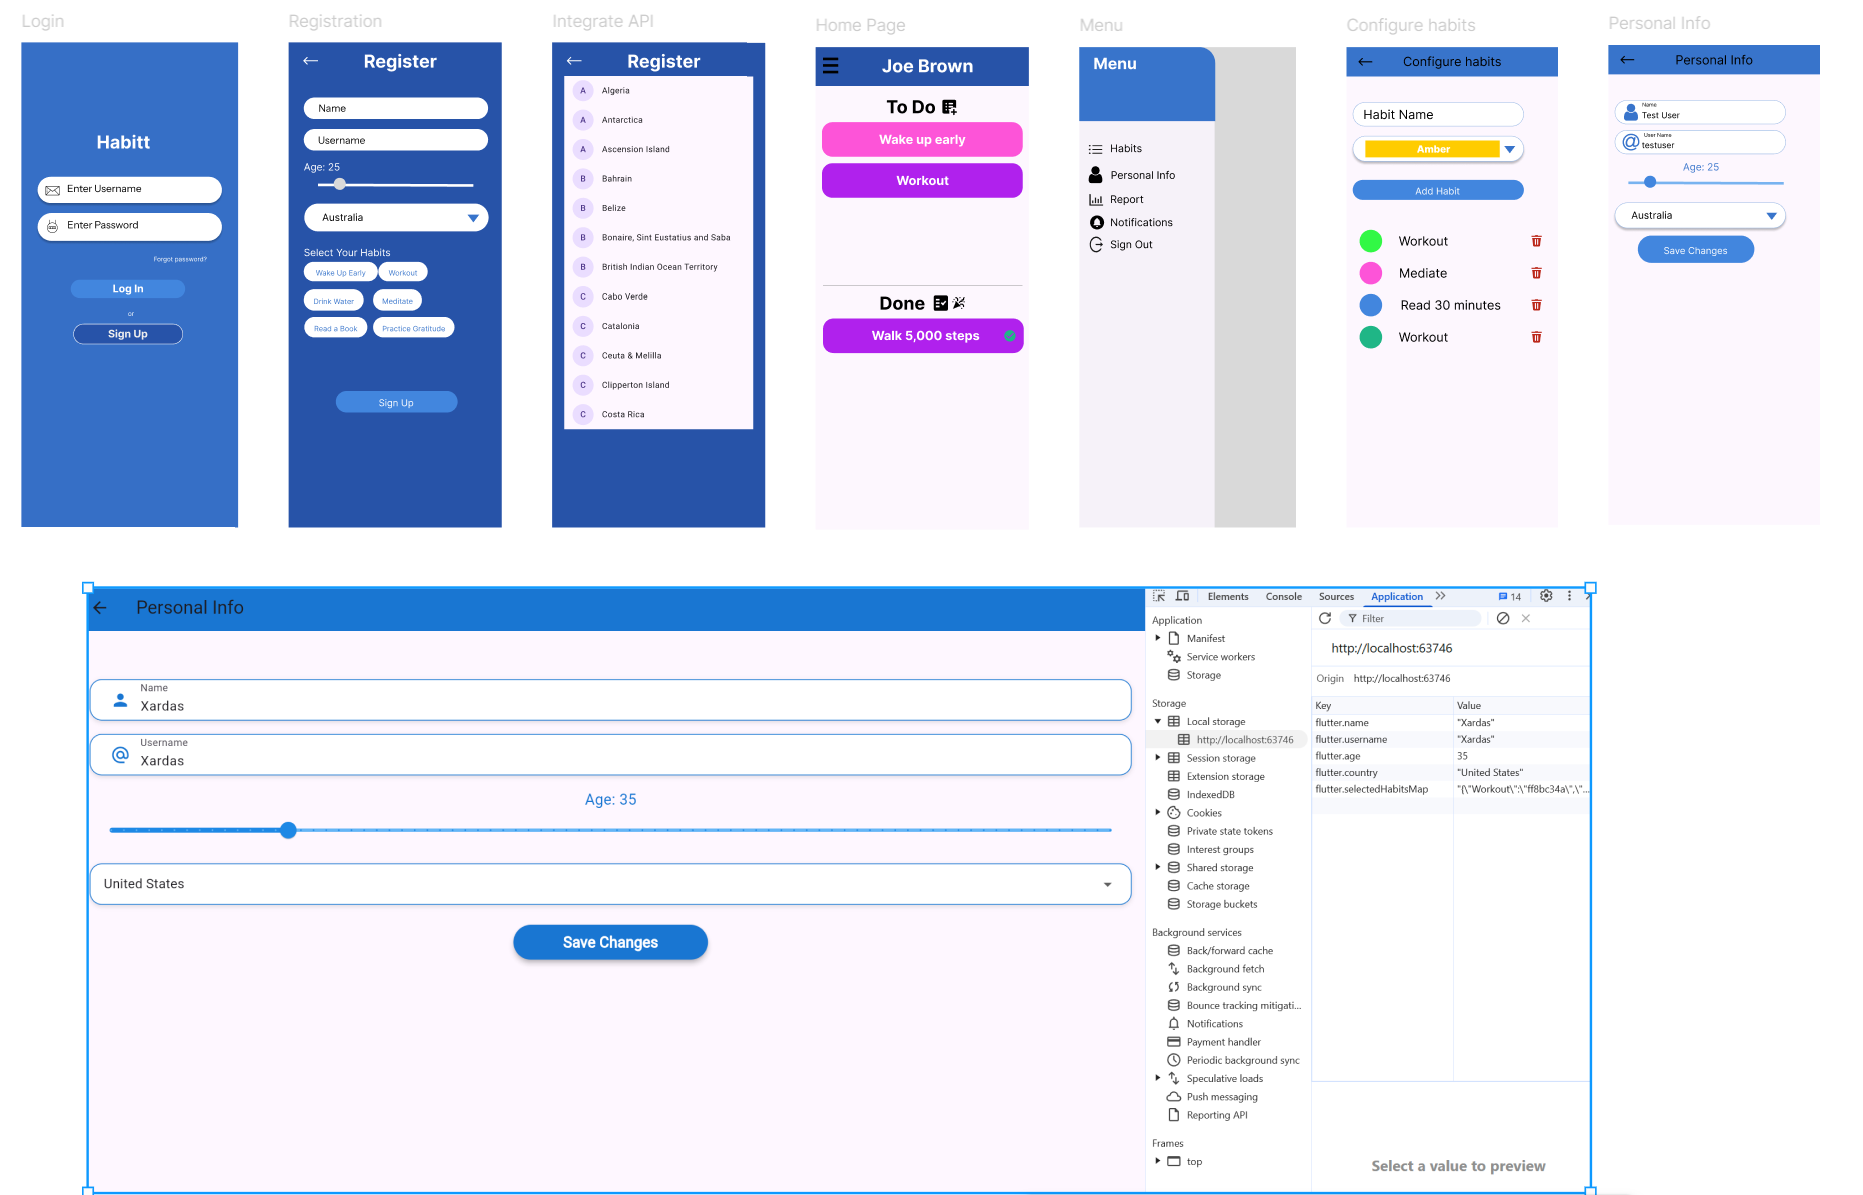 Login
Habitt
Enter Username
Enter Password
Forgot password?
Log In
or
Sign Up
Registration
Register
Name
Username
Age: 25
Australia
Select Your Habits
Wake Up Early
Workout
Drink Water
Meditate
Read a Book
Practice Gratitude
Sign Up
Integrate API
Register
A Algeria
A Antarctica
A Ascension Island
B Bahrain
B Belize
B Bonaire, Sint Eustatius and Saba
B British Indian Ocean Territory
C Cabo Verde
C Catalonia
C Ceuta & Melilla
C Clipperton Island
C Costa Rica
Home Page
Joe Brown
To Do
Wake up early
Workout
Done
Walk 5,000 steps
Menu
Menu
Habits
Personal Info
Report
Notifications
Sign Out
Configure habits
Configure habits
Habit Name
Amber
Add Habit
Workout
Mediate
Read 30 minutes
Workout
Personal Info
Personal Info
Name
Test User
User Name
testuser
Age: 25
Australia
Save Changes
Personal Info
Name
Xardas
Username
Xardas
Age: 35
United States
Save Changes
Elements Console Sources Application 14
Application
Manifest
Service workers
Storage
Storage
Local storage
http://localhost:63746
Session storage
Extension storage
IndexedDB
Cookies
Private state tokens
Interest groups
Shared storage
Cache storage
Storage buckets
Background services
Back/forward cache
Background fetch
Background sync
Bounce tracking mitigati...
Notifications
Payment handler
Periodic background sync
Speculative loads
Push messaging
Reporting API
Frames
top
Filter
http://localhost:63746
Origin http://localhost:63746
Key Value
flutter.name "Xardas"
flutter.username "Xardas"
flutter.age 35
flutter.country "United States"
flutter.selectedHabitsMap "{\"Workout\":\"ff8bc34a\",\"...
Select a value to preview